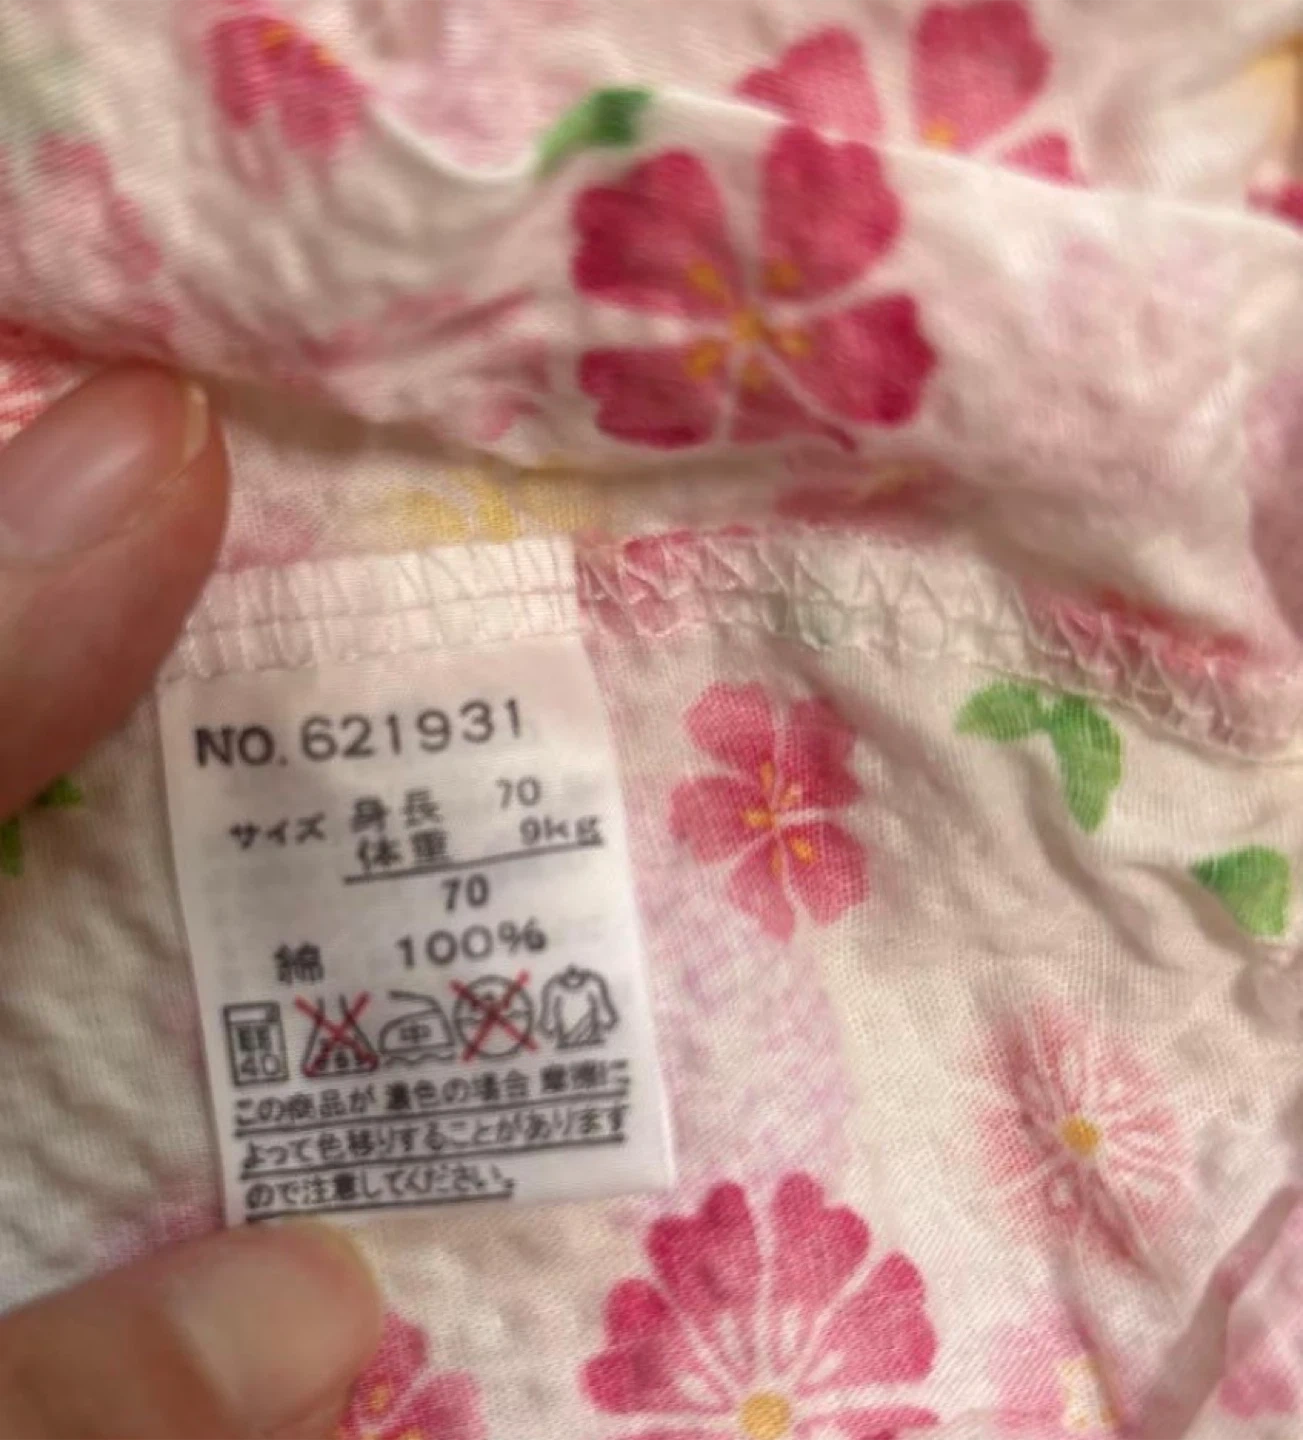 NO.621931
サイズ 身長 70
体重 9kg
70
綿 100%
40 中
この商品が濃色の場合 摩擦に
よって色移りすることがあります
ので注意してください。